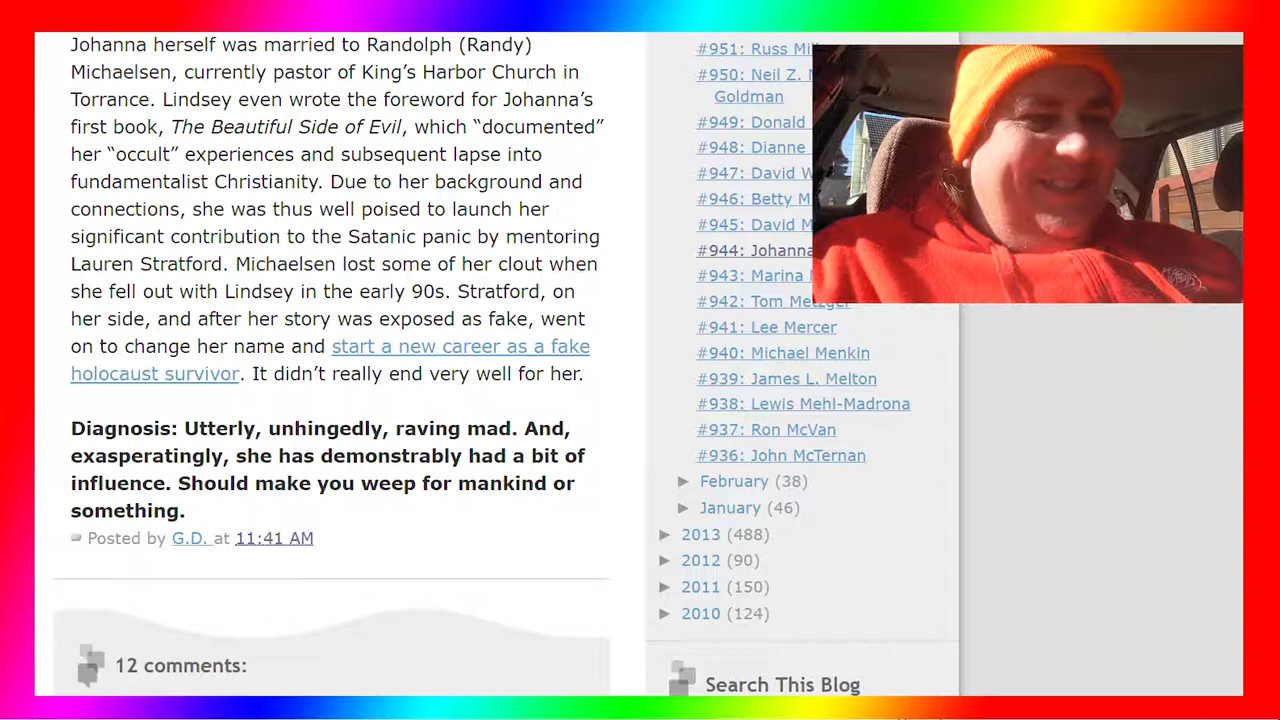 Johanna herself was married to Randolph (Randy)
Michaelsen, currently pastor of King’s Harbor Church in
Torrance. Lindsey even wrote the foreword for Johanna’s
first book, The Beautiful Side of Evil, which “documented”
her “occult” experiences and subsequent lapse into
fundamentalist Christianity. Due to her background and
connections, she was thus well poised to launch her
significant contribution to the Satanic panic by mentoring
Lauren Stratford. Michaelsen lost some of her clout when
she fell out with Lindsey in the early 90s. Stratford, on
her side, and after her story was exposed as fake, went
on to change her name and start a new career as a fake
holocaust survivor. It didn’t really end very well for her.
Diagnosis: Utterly, unhingedly, raving mad. And,
exasperatingly, she has demonstrably had a bit of
influence. Should make you weep for mankind or
something.
Posted by G.D. at 11:41 AM
12 comments:
#951: Russ
#950: Neil Z.
Goldman
#949: Donald
#948: Dianne
#947: David
#946: Betty
#945: David
#944: Johanna
#943: Marina
#942: Tom Metzger
#941: Lee Mercer
#940: Michael Menkin
#939: James L. Melton
#938: Lewis Mehl-Madrona
#937: Ron McVan
#936: John McTernan
► February (38)
► January (46)
► 2013 (488)
► 2012 (90)
► 2011 (150)
► 2010 (124)
Search This Blog